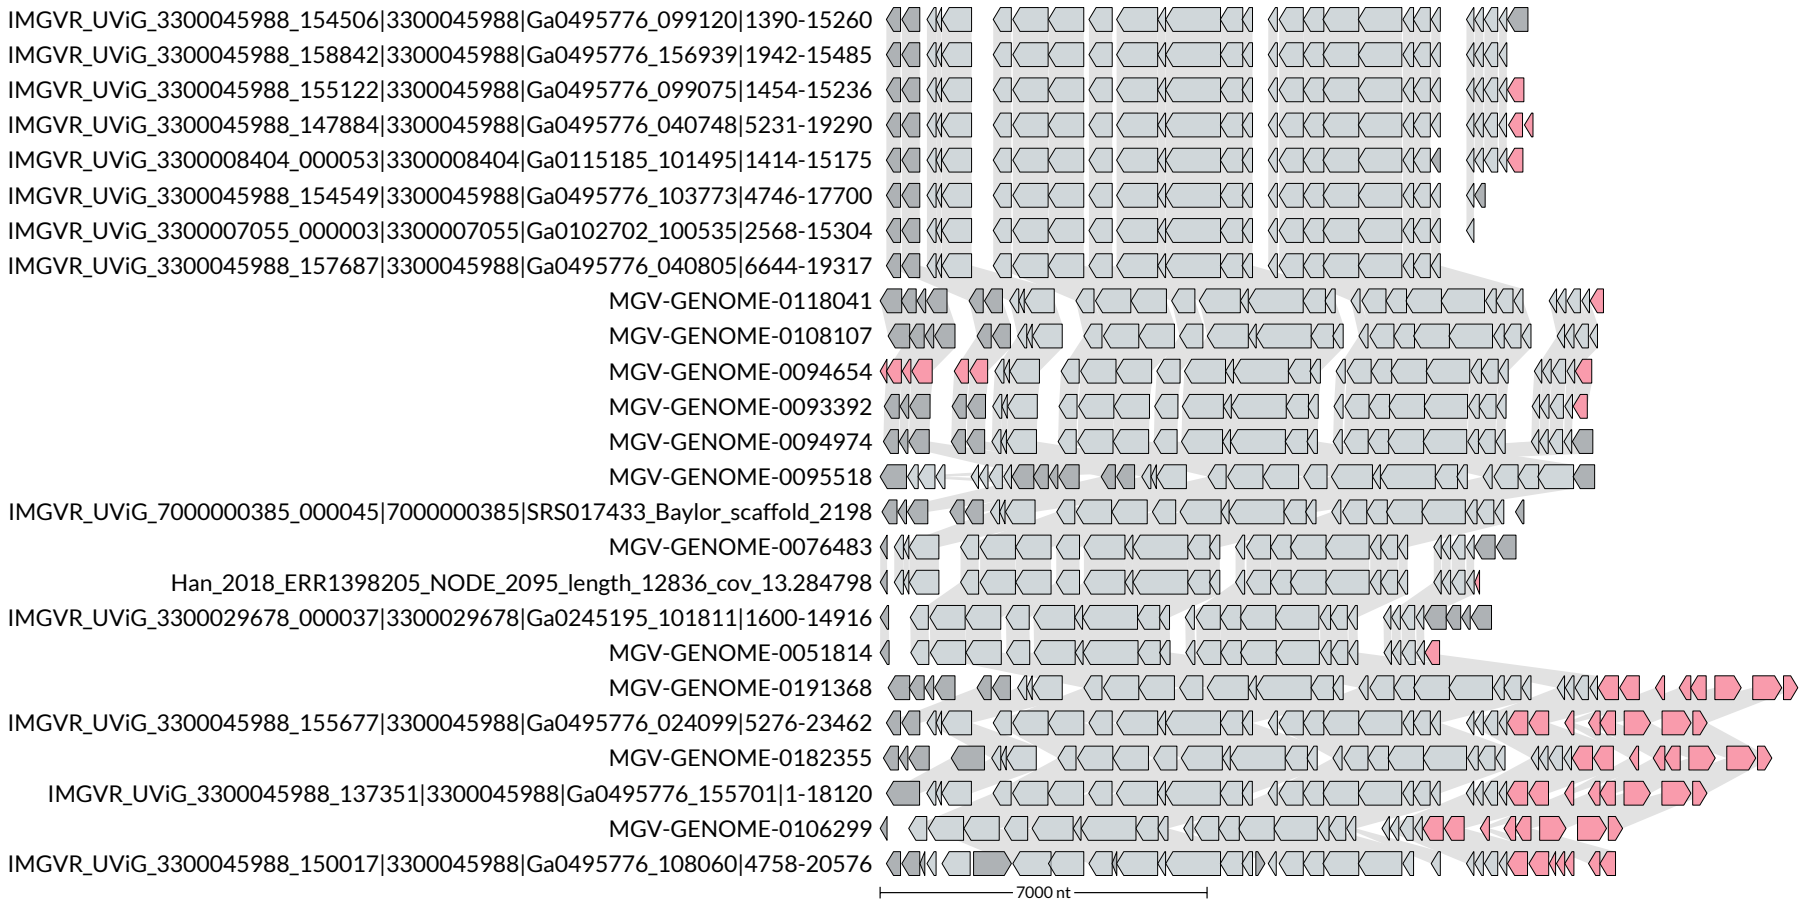 IMGVR_UViG_3300045988_154506|3300045988|Ga0495776_099120|1390-15260
IMGVR_UViG_3300045988_158842|3300045988|Ga0495776_156939|1942-15485
IMGVR_UViG_3300045988_155122|3300045988|Ga0495776_099075|1454-15236
IMGVR_UViG_3300045988_147884|3300045988|Ga0495776_040748|5231-19290
IMGVR_UViG_3300008404_000053|3300008404|Ga0115185_101495|1414-15175
IMGVR_UViG_3300045988_154549|3300045988|Ga0495776_103773|4746-17700
IMGVR_UViG_3300007055_000003|3300007055|Ga0102702_100535|2568-15304
IMGVR_UViG_3300045988_157687|3300045988|Ga0495776_040805|6644-19317
MGV-GENOME-0118041
MGV-GENOME-0108107
MGV-GENOME-0094654
MGV-GENOME-0093392
MGV-GENOME-0094974
MGV-GENOME-0095518
IMGVR_UViG_7000000385_000045|7000000385|SRS017433_Baylor_scaffold_2198
MGV-GENOME-0076483
Han_2018_ERR1398205_NODE_2095_length_12836_cov_13.284798
IMGVR_UViG_3300029678_000037|3300029678|Ga0245195_101811|1600-14916
MGV-GENOME-0051814
MGV-GENOME-0191368
IMGVR_UViG_3300045988_155677|3300045988|Ga0495776_024099|5276-23462
MGV-GENOME-0182355
IMGVR_UViG_3300045988_137351|3300045988|Ga0495776_155701|1-18120
MGV-GENOME-0106299
IMGVR_UViG_3300045988_150017|3300045988|Ga0495776_108060|4758-20576
7000 nt